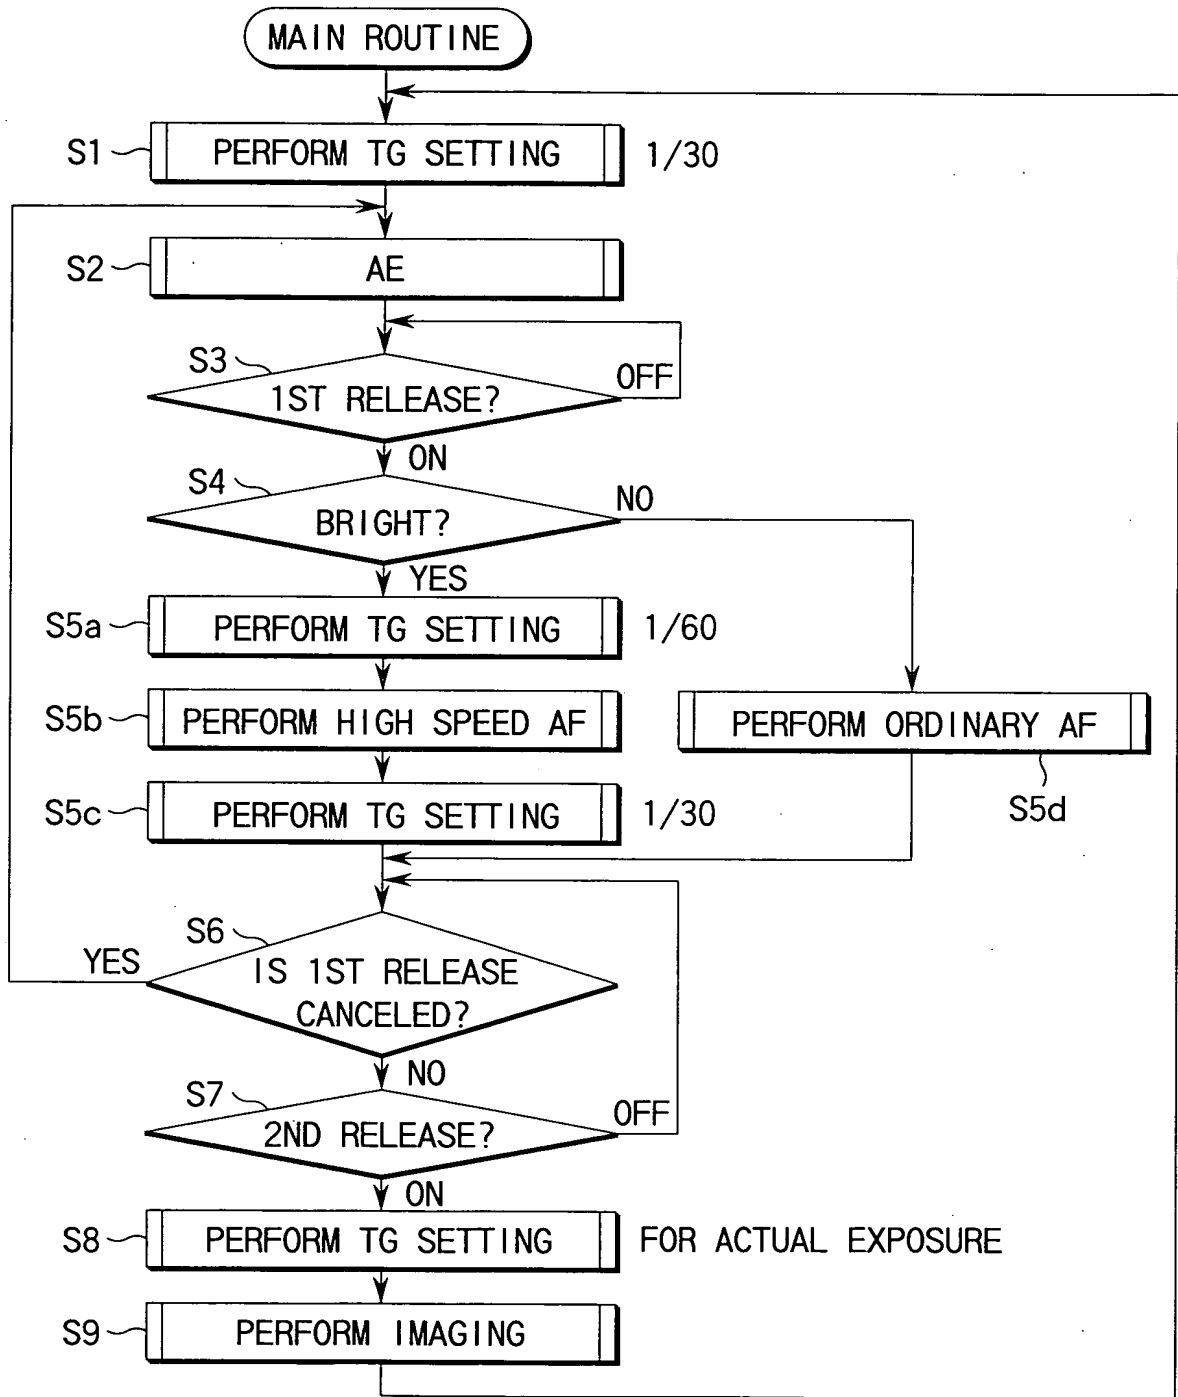 MAIN ROUTINE
S1 PERFORM TG SETTING 1/30
S2 AE
S3 1ST RELEASE? OFF
ON
S4 BRIGHT? NO
YES
S5a PERFORM TG SETTING 1/60
S5b PERFORM HIGH SPEED AF PERFORM ORDINARY AF
S5c PERFORM TG SETTING 1/30 S5d
S6
YES IS 1ST RELEASE
CANCELED?
NO
S7 2ND RELEASE? OFF
ON
S8 PERFORM TG SETTING FOR ACTUAL EXPOSURE
S9 PERFORM IMAGING